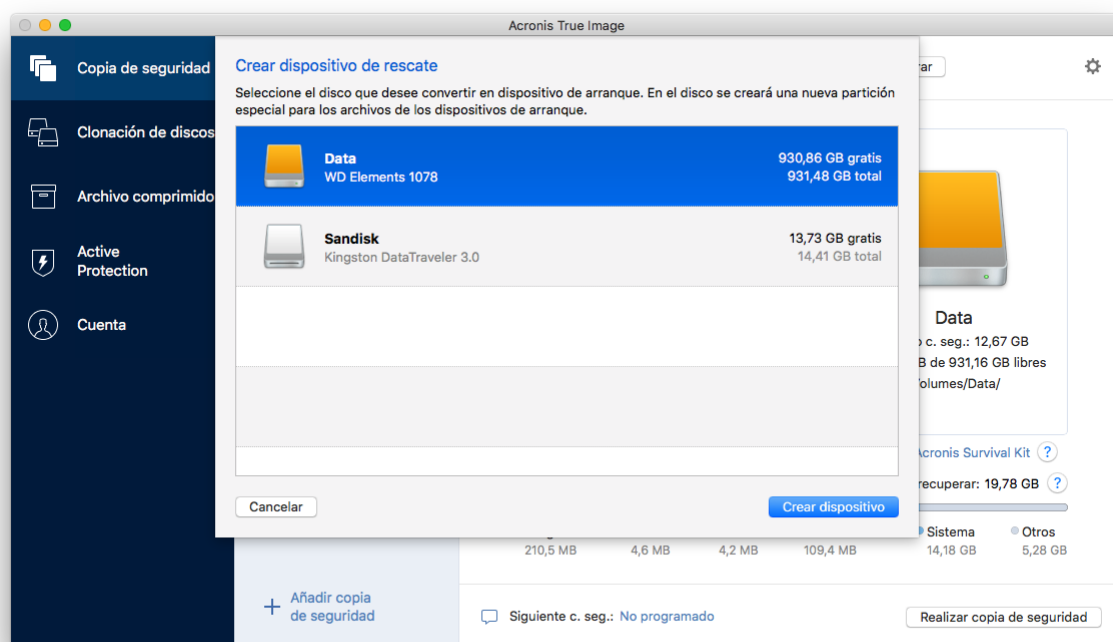 Acronis True Image
Copia de seguridad
Clonación de discos
Archivo comprimido
Active
Protection
Cuenta
Crear dispositivo de rescate
Seleccione el disco que desee convertir en dispositivo de arranque. En el disco se creará una nueva partición
especial para los archivos de los dispositivos de arranque.
Data
930,86 GB gratis
WD Elements 1078
931,48 GB total
Sandisk
13,73 GB gratis
Kingston DataTraveler 3.0
14,41 GB total
Cancelar
Crear dispositivo
Data
c. seg.: 12,67 GB
de 931,16 GB libres
/Data/
Acronis Survival Kit ?
recuperar: 19,78 GB ?
Sistema
Otros
210,5 MB
4,6 MB
4,2 MB
109,4 MB
14,18 GB
5,28 GB
Añadir copia
de seguridad
Siguiente c. seg.: No programado
Realizar copia de seguridad